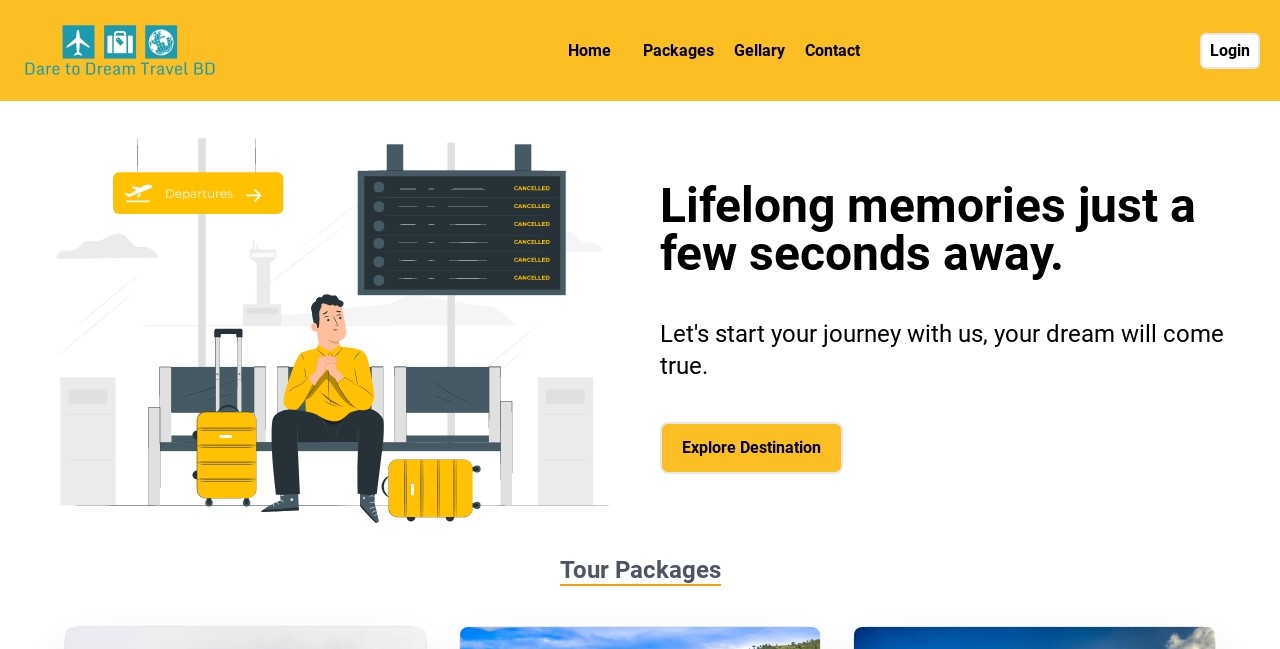 Dare to Dream Travel BD
Home
Packages
Gellary
Contact
Login
Departures
CANCELLED
CANCELLED
CANCELLED
CANCELLED
CANCELLED
CANCELLED
Lifelong memories just a
few seconds away.
Let's start your journey with us, your dream will come
true.
Explore Destination
Tour Packages